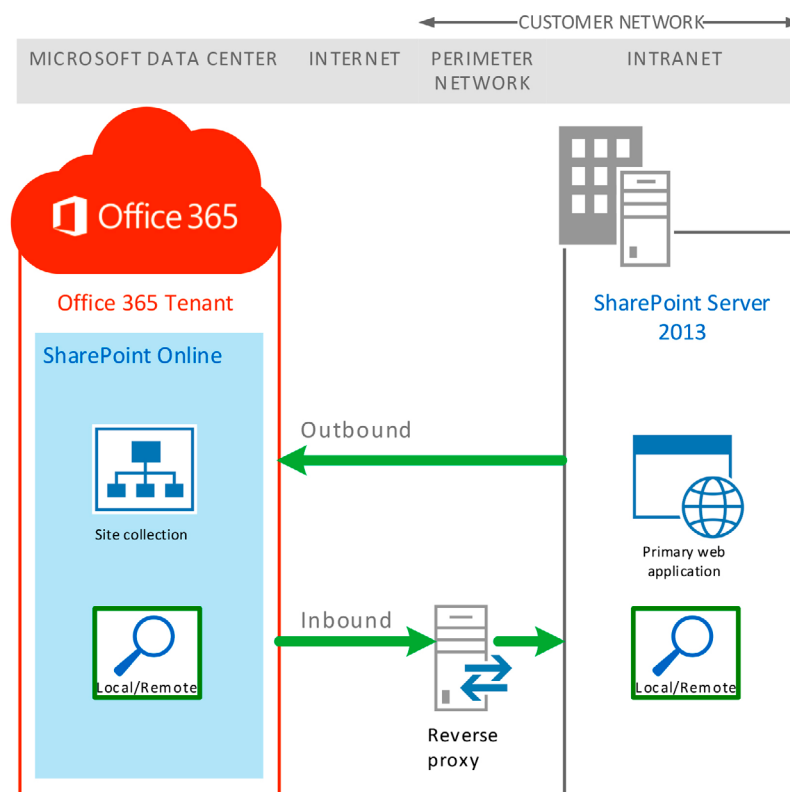 CUSTOMER NETWORK
MICROSOFT DATA CENTER
INTERNET
PERIMETER
NETWORK
INTRANET
Office 365
Office 365 Tenant
SharePoint Server
2013
SharePoint Online
Outbound
Site collection
Primary web
application
Inbound
Local/Remote
Local/Remote
Reverse
proxy